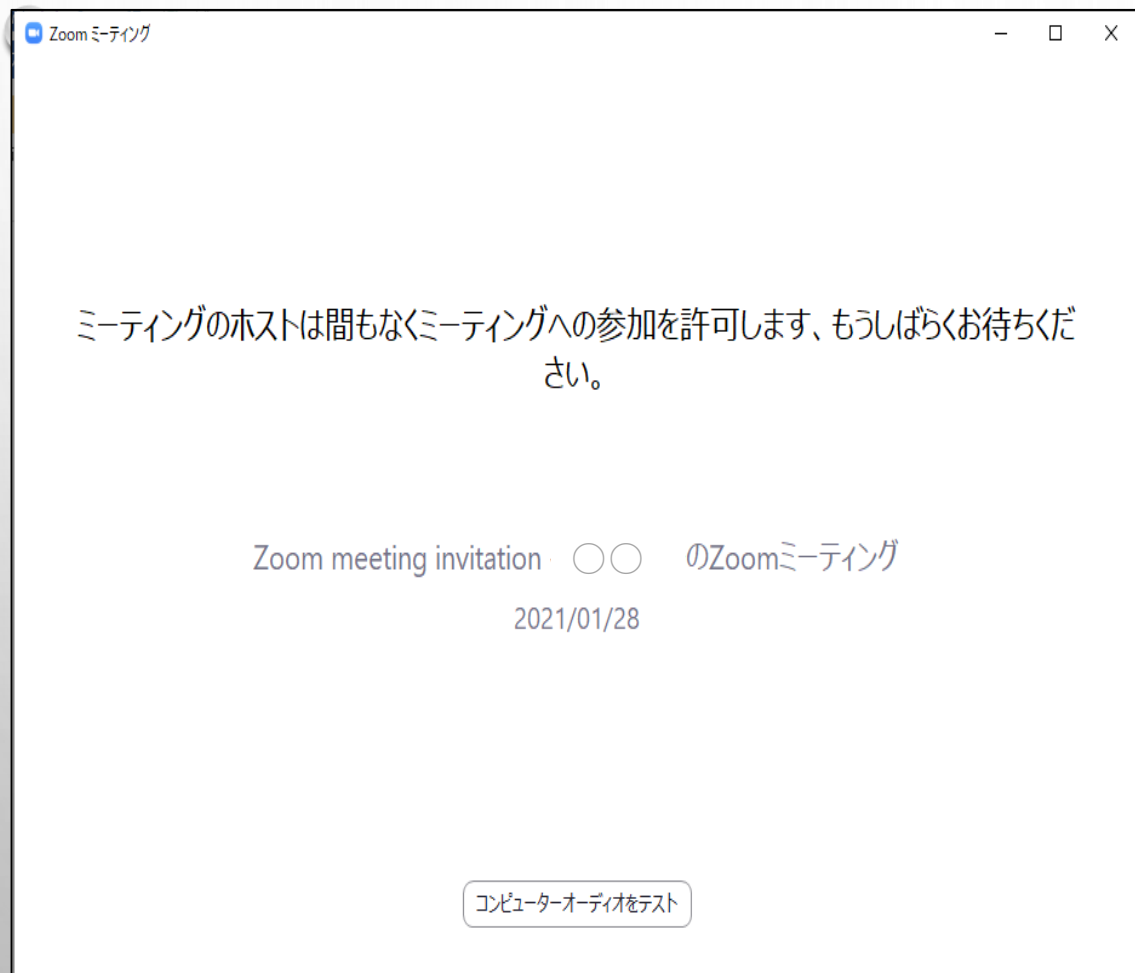 Zoom ミーティング
ミーティングのホストは間もなくミーティングへの参加を許可します、もうしばらくお待ちくだ
さい。
Zoom meeting invitation - 〇〇 のZoomミーティング
2021/01/28
コンピューターオーディオをテスト